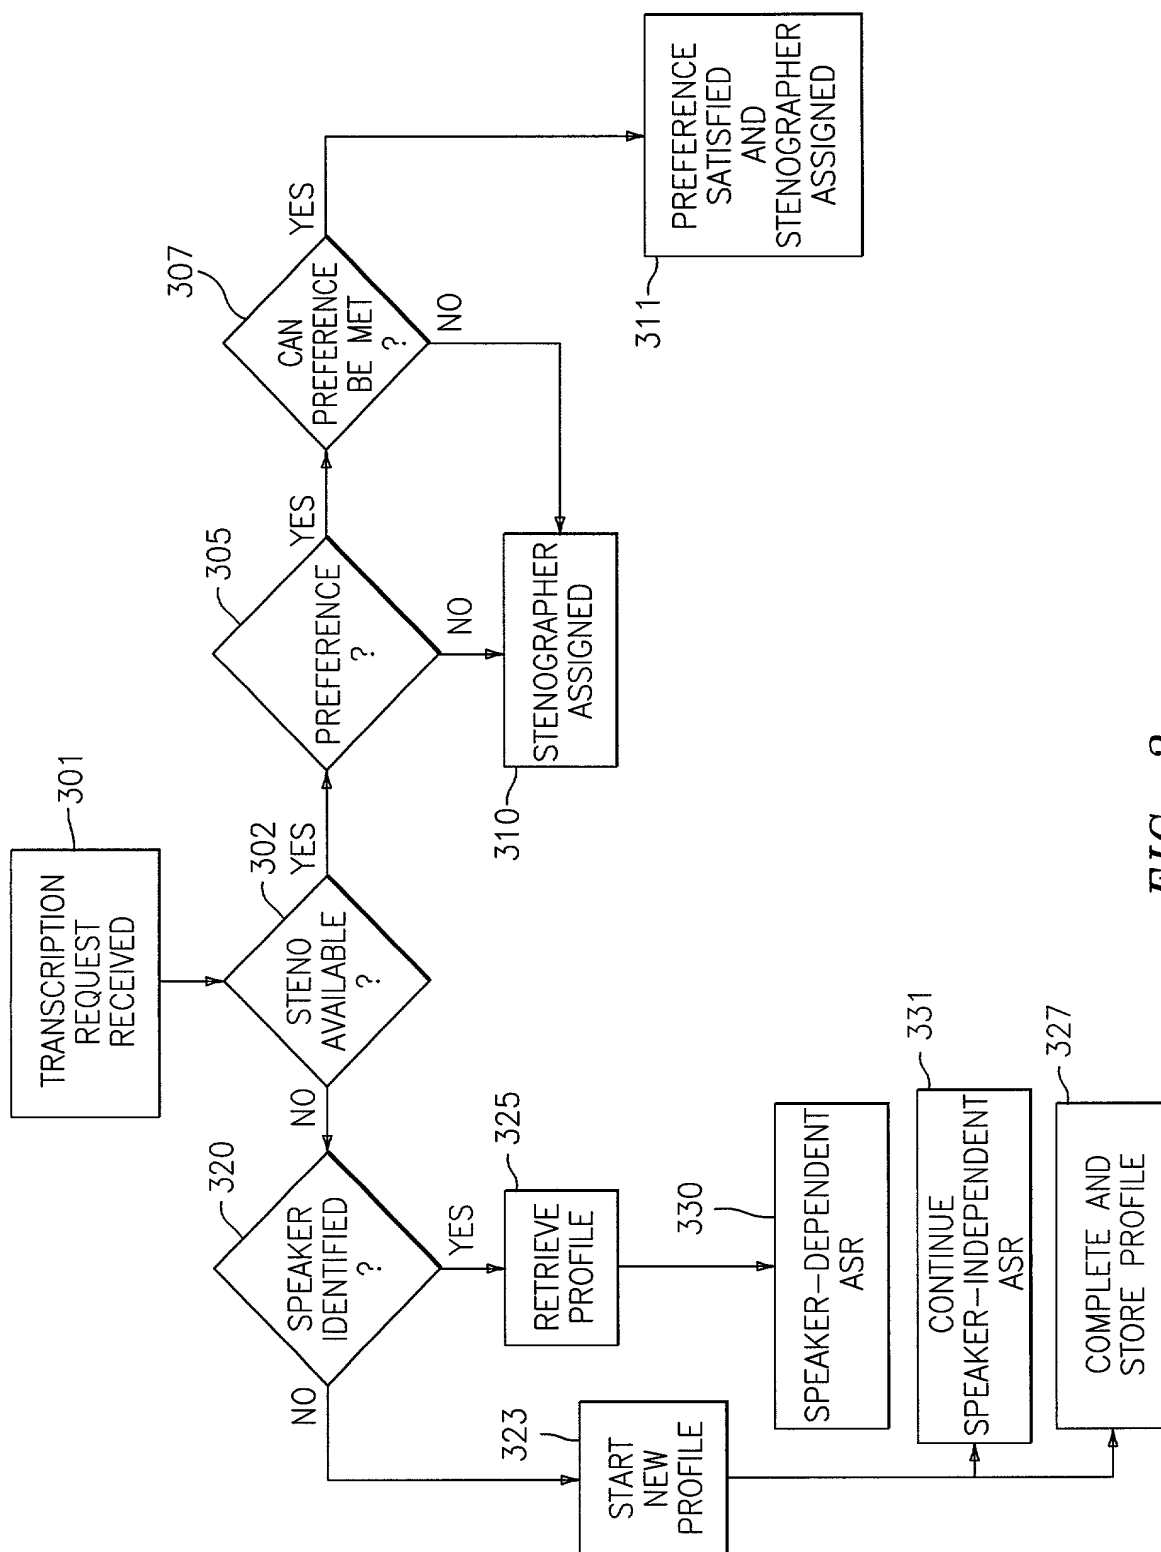 TRANSCRIPTION
REQUEST
RECEIVED
301
STENO
AVAILABLE
?
302
YES
NO
PREFERENCE
?
305
YES
NO
CAN
PREFERENCE
BE MET
?
307
YES
NO
STENOGRAPHER
ASSIGNED
310
PREFERENCE
SATISFIED
AND
STENOGRAPHER
ASSIGNED
311
SPEAKER
IDENTIFIED
?
320
YES
NO
RETRIEVE
PROFILE
325
SPEAKER-DEPENDENT
ASR
330
START
NEW
PROFILE
323
CONTINUE
SPEAKER-INDEPENDENT
ASR
331
COMPLETE AND
STORE PROFILE
327
FIG.